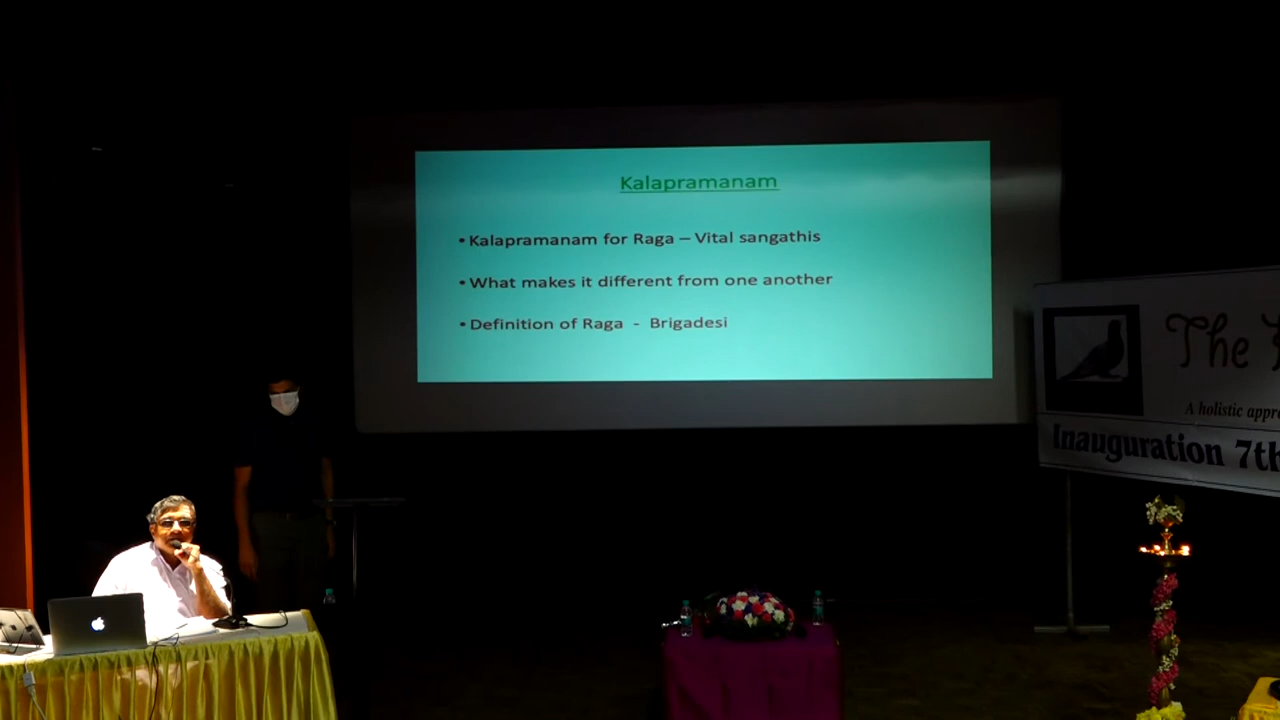 Kalapramanam
• Kalapramanam for Raga – Vital sangathis
• What makes it different from one another
• Definition of Raga - Brigadesi
The
A holistic
Inauguration 7th